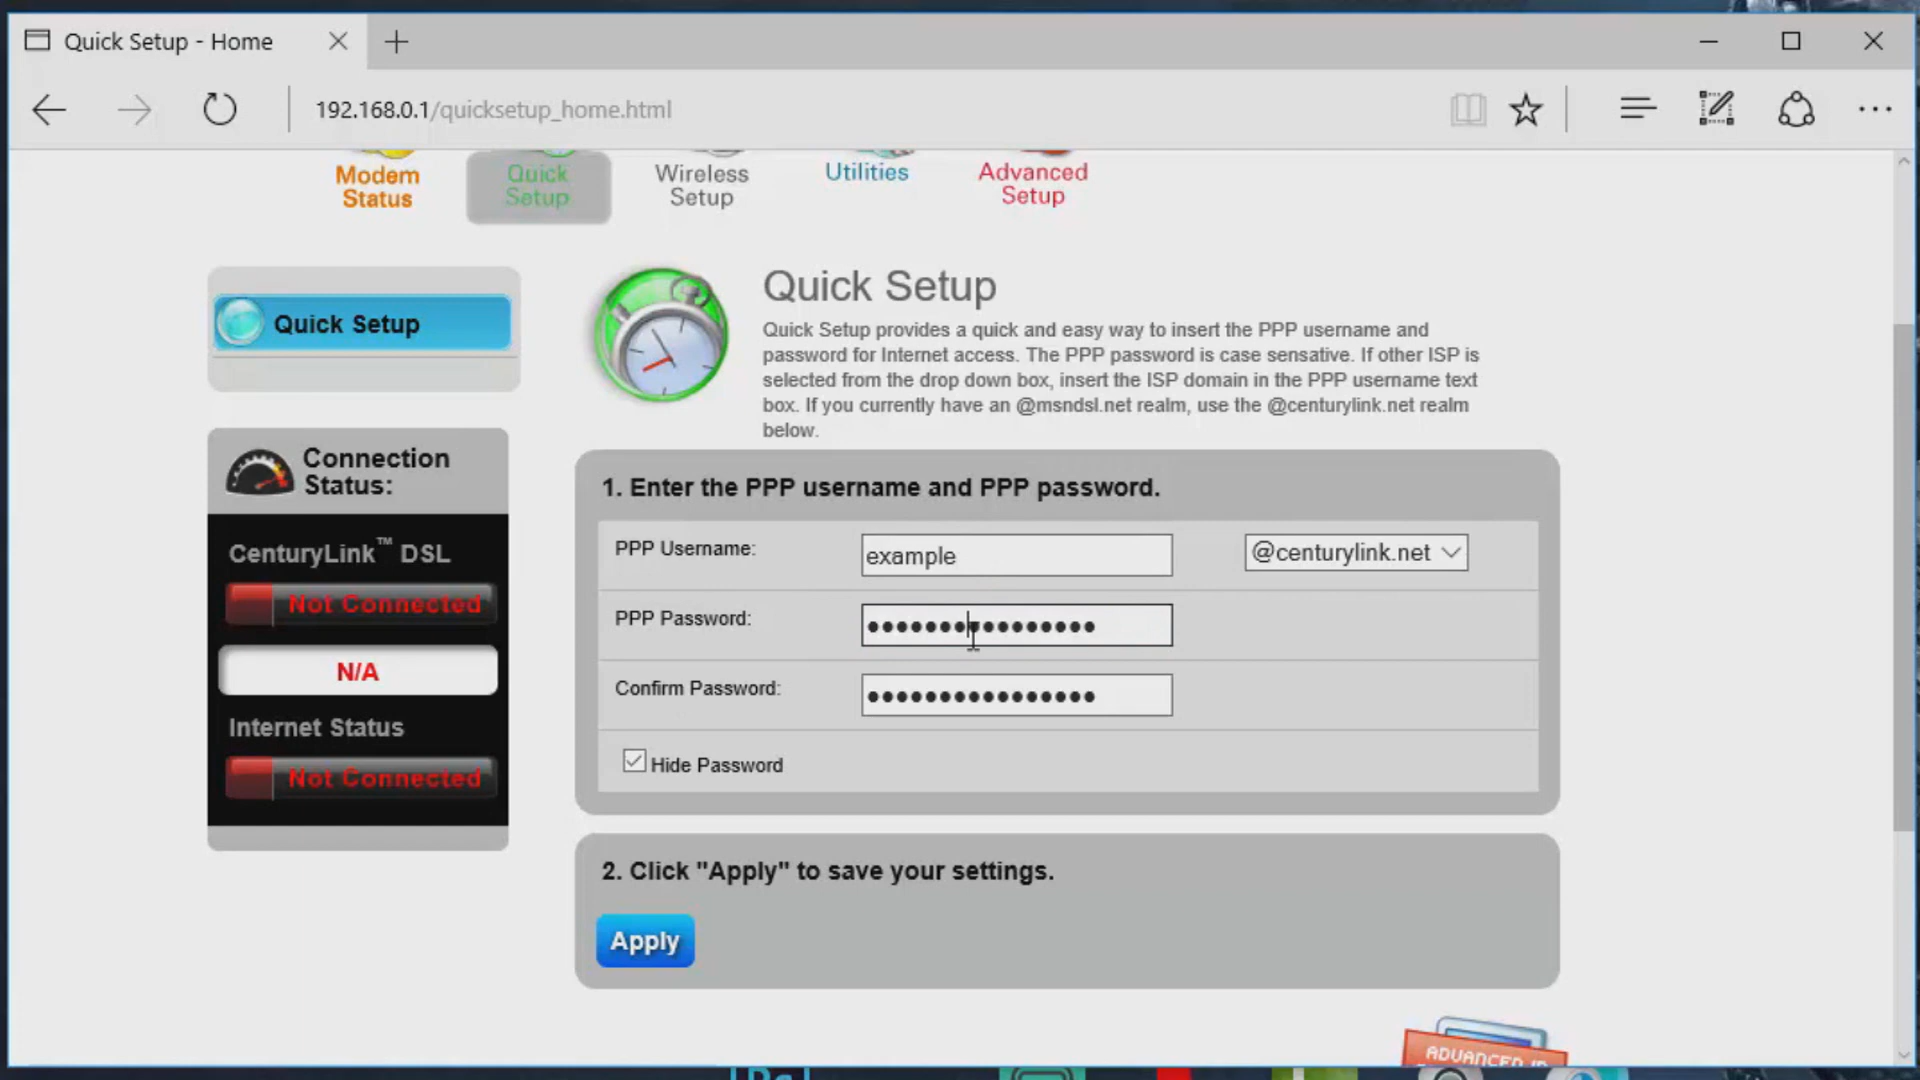 Quick Setup - Home
192.168.0.1/quicksetup_home.html
Modem
Status
Quick
Setup
Wireless
Setup
Utilities
Advanced
Setup
Quick Setup
Connection
Status:
CenturyLink™ DSL
Not Connected
N/A
Internet Status
Not Connected
Quick Setup
Quick Setup provides a quick and easy way to insert the PPP username and
password for Internet access. The PPP password is case sensative. If other ISP is
selected from the drop down box, insert the ISP domain in the PPP username text
box. If you currently have an @msndsl.net realm, use the @centurylink.net realm
below.
1. Enter the PPP username and PPP password.
PPP Username:
example
@centurylink.net
PPP Password:
Confirm Password:
Hide Password
2. Click "Apply" to save your settings.
Apply
ADVANCED